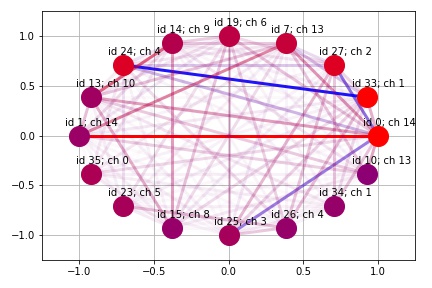 id 19; ch 6
id 14; ch 9
id 7; ch 13
id 24; ch 4
id 27; ch 2
id 13; ch 10
id 33; ch 1
id 1; ch 14
id 0; ch 14
id 35; ch 0
id 10; ch 13
id 23; ch 5
id 34; ch 1
id 15; ch 8
id 26; ch 4
id 25; ch 3
1.0
0.5
0.0
−0.5
−1.0
−1.0
−0.5
0.0
0.5
1.0